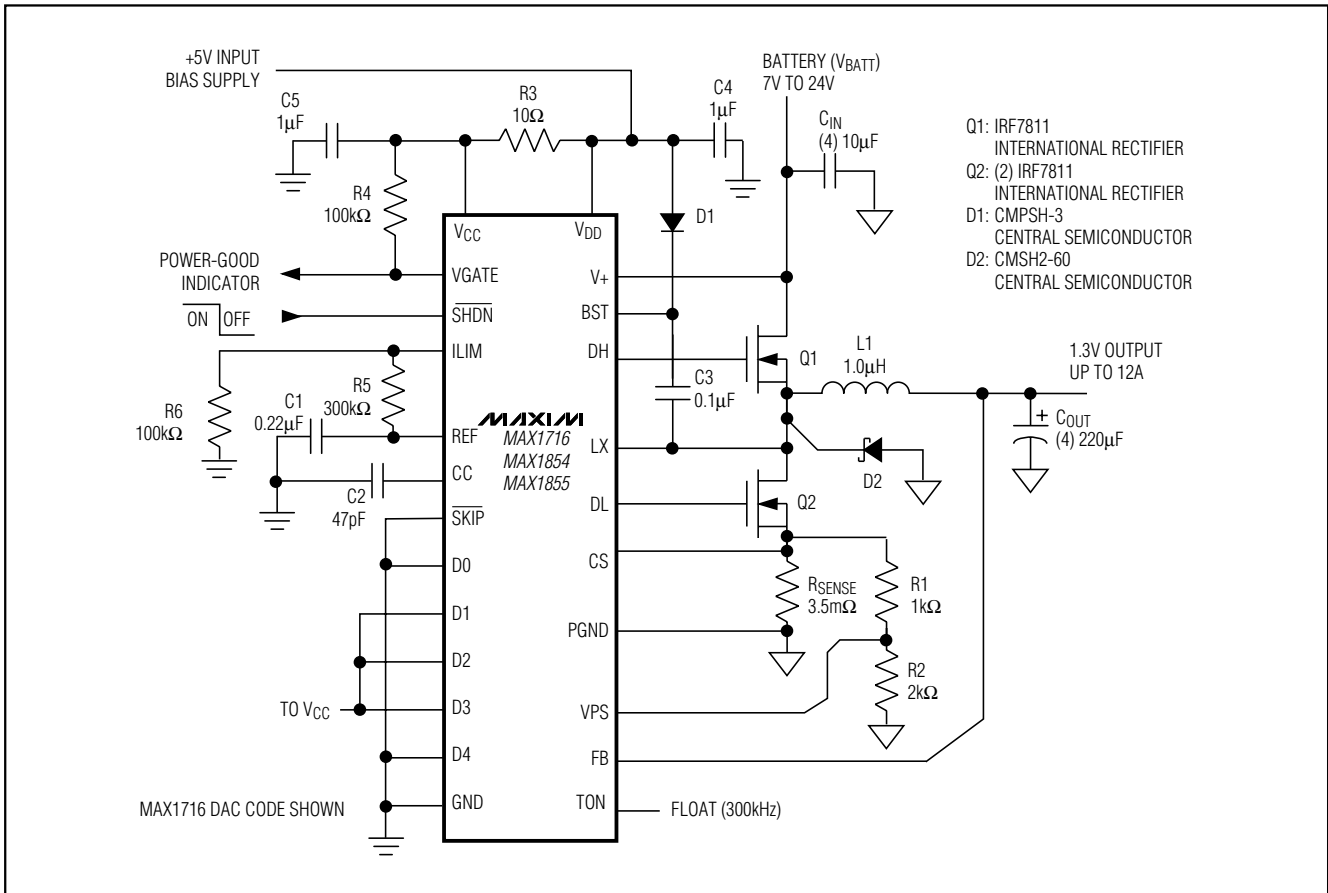 +5V INPUT
BIAS SUPPLY
C5
1μF
R3
10Ω
C4
1μF
BATTERY (VBATT)
7V TO 24V
CIN
(4) 10μF
Q1: IRF7811
INTERNATIONAL RECTIFIER
Q2: (2) IRF7811
INTERNATIONAL RECTIFIER
D1: CMPSH-3
CENTRAL SEMICONDUCTOR
D2: CMSH2-60
CENTRAL SEMICONDUCTOR
R4
100kΩ
D1
VCC
VDD
POWER-GOOD
INDICATOR
VGATE
V+
ON OFF
SHDN
BST
ILIM
DH
Q1
L1
1.0μH
1.3V OUTPUT
UP TO 12A
R6
100kΩ
C1
0.22μF
R5
300kΩ
C3
0.1μF
COUT
(4) 220μF
+
MAXIM
MAX1716
MAX1854
MAX1855
REF
LX
D2
CC
C2
47pF
DL
Q2
SKIP
CS
D0
RSENSE
3.5mΩ
R1
1kΩ
D1
PGND
D2
R2
2kΩ
TO VCC
D3
VPS
D4
FB
MAX1716 DAC CODE SHOWN
GND
TON
FLOAT (300kHz)